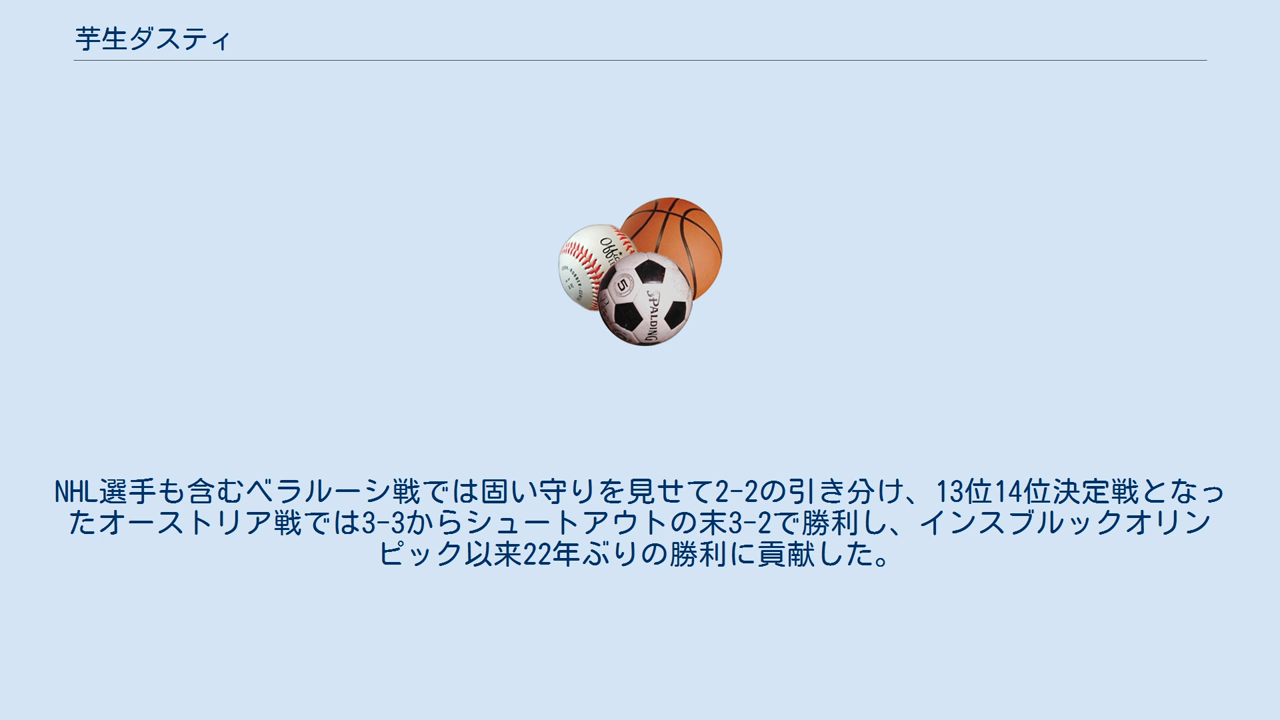 芋生ダスティ
Offic
5
SPALDING
NHL選手も含むベラルーシ戦では固い守りを見せて2-2の引き分け、13位14位決定戦となっ
たオーストリア戦では3-3からシュートアウトの末3-2で勝利し、インスブルックオリン
ピック以来22年ぶりの勝利に貢献した。